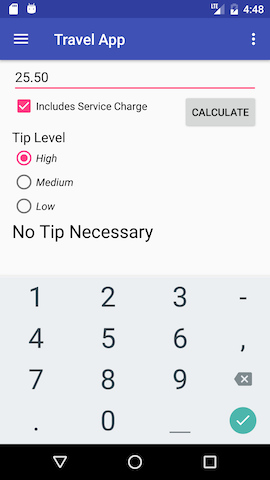 LTE 4:48
Travel App
25.50
Includes Service Charge
CALCULATE
Tip Level
High
Medium
Low
No Tip Necessary
1 2 3 -
4 5 6 ,
7 8 9
. 0 _